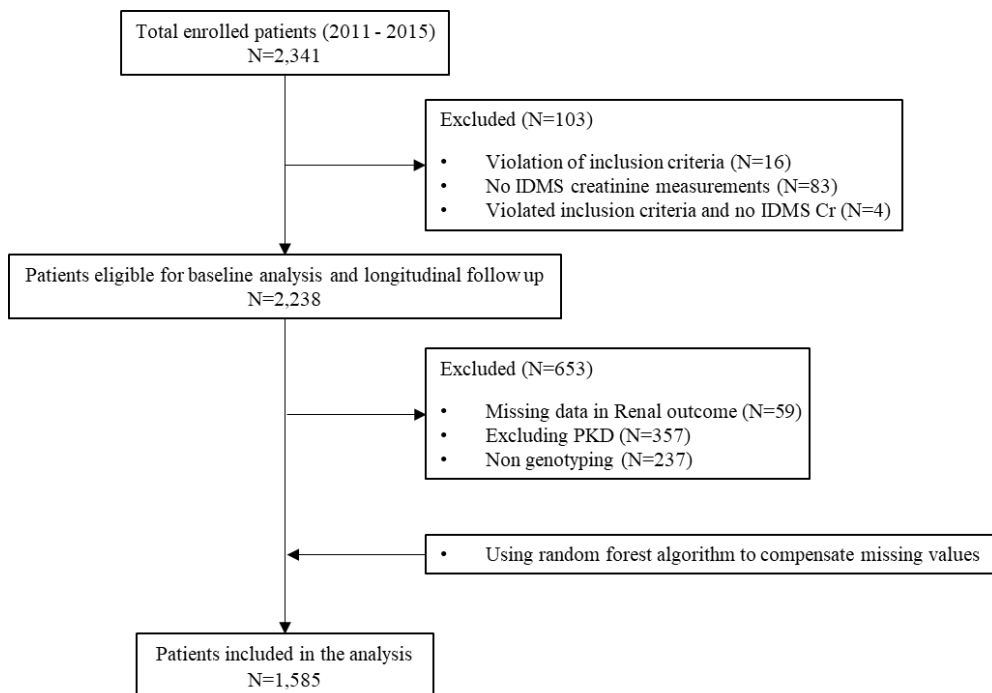 Total enrolled patients (2011 - 2015)
N=2,341
Excluded (N=103)
• Violation of inclusion criteria (N=16)
• No IDMS creatinine measurements (N=83)
• Violated inclusion criteria and no IDMS Cr (N=4)
Patients eligible for baseline analysis and longitudinal follow up
N=2,238
Excluded (N=653)
• Missing data in Renal outcome (N=59)
• Excluding PKD (N=357)
• Non genotyping (N=237)
• Using random forest algorithm to compensate missing values
Patients included in the analysis
N=1,585